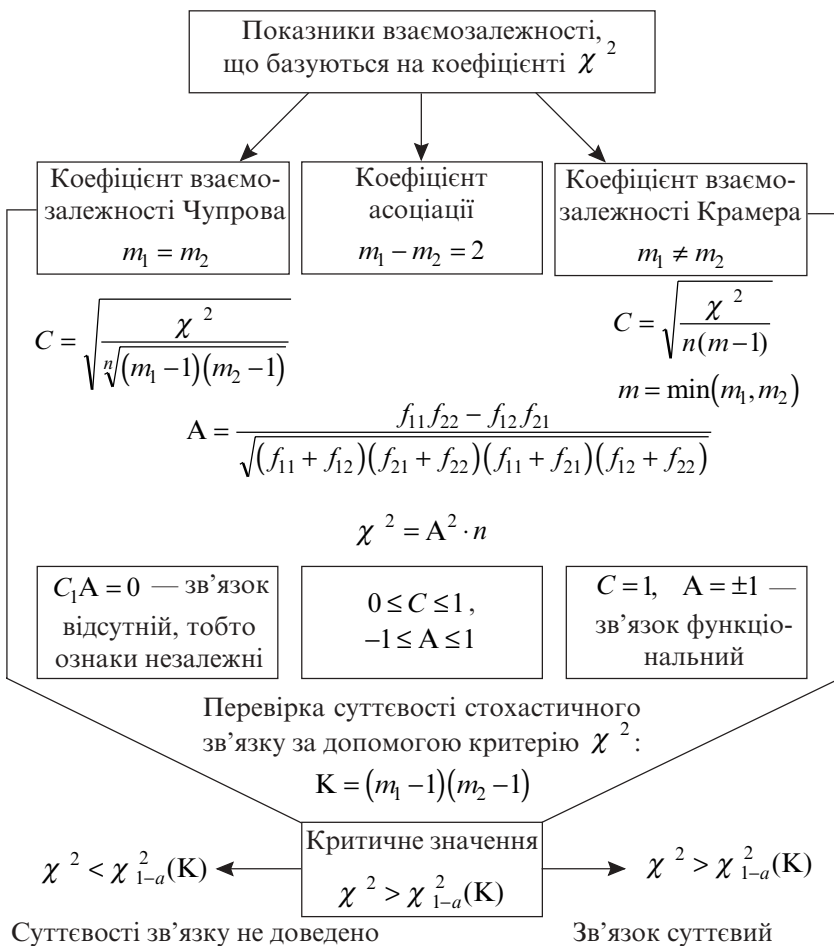 Показники взаємозалежності,
що базуються на коефіцієнті χ²
Коефіцієнт взаємо-
залежності Чупрова
m₁ = m₂
Коефіцієнт
асоціації
m₁ − m₂ = 2
Коефіцієнт взаємо-
залежності Крамера
m₁ ≠ m₂
C = √(χ² / ⁿ√((m₁ −1)(m₂ −1)))
C = √(χ² / n(m−1))
m = min(m₁, m₂)
A = (f₁₁f₂₂ − f₁₂f₂₁) / √((f₁₁ + f₁₂)(f₂₁ + f₂₂)(f₁₁ + f₂₁)(f₁₂ + f₂₂))
χ² = A² · n
C₁A = 0 — зв’язок
відсутній, тобто
ознаки незалежні
0 ≤ C ≤ 1 ,
−1 ≤ A ≤ 1
C = 1, A = ±1 —
зв’язок функціо-
нальний
Перевірка суттєвості стохастичного
зв’язку за допомогою критерію χ² :
K = (m₁ −1)(m₂ −1)
Критичне значення
χ² > χ²₁₋ₐ(K)
χ² < χ²₁₋ₐ(K)
Суттєвості зв’язку не доведено
χ² > χ²₁₋ₐ(K)
Зв’язок суттєвий